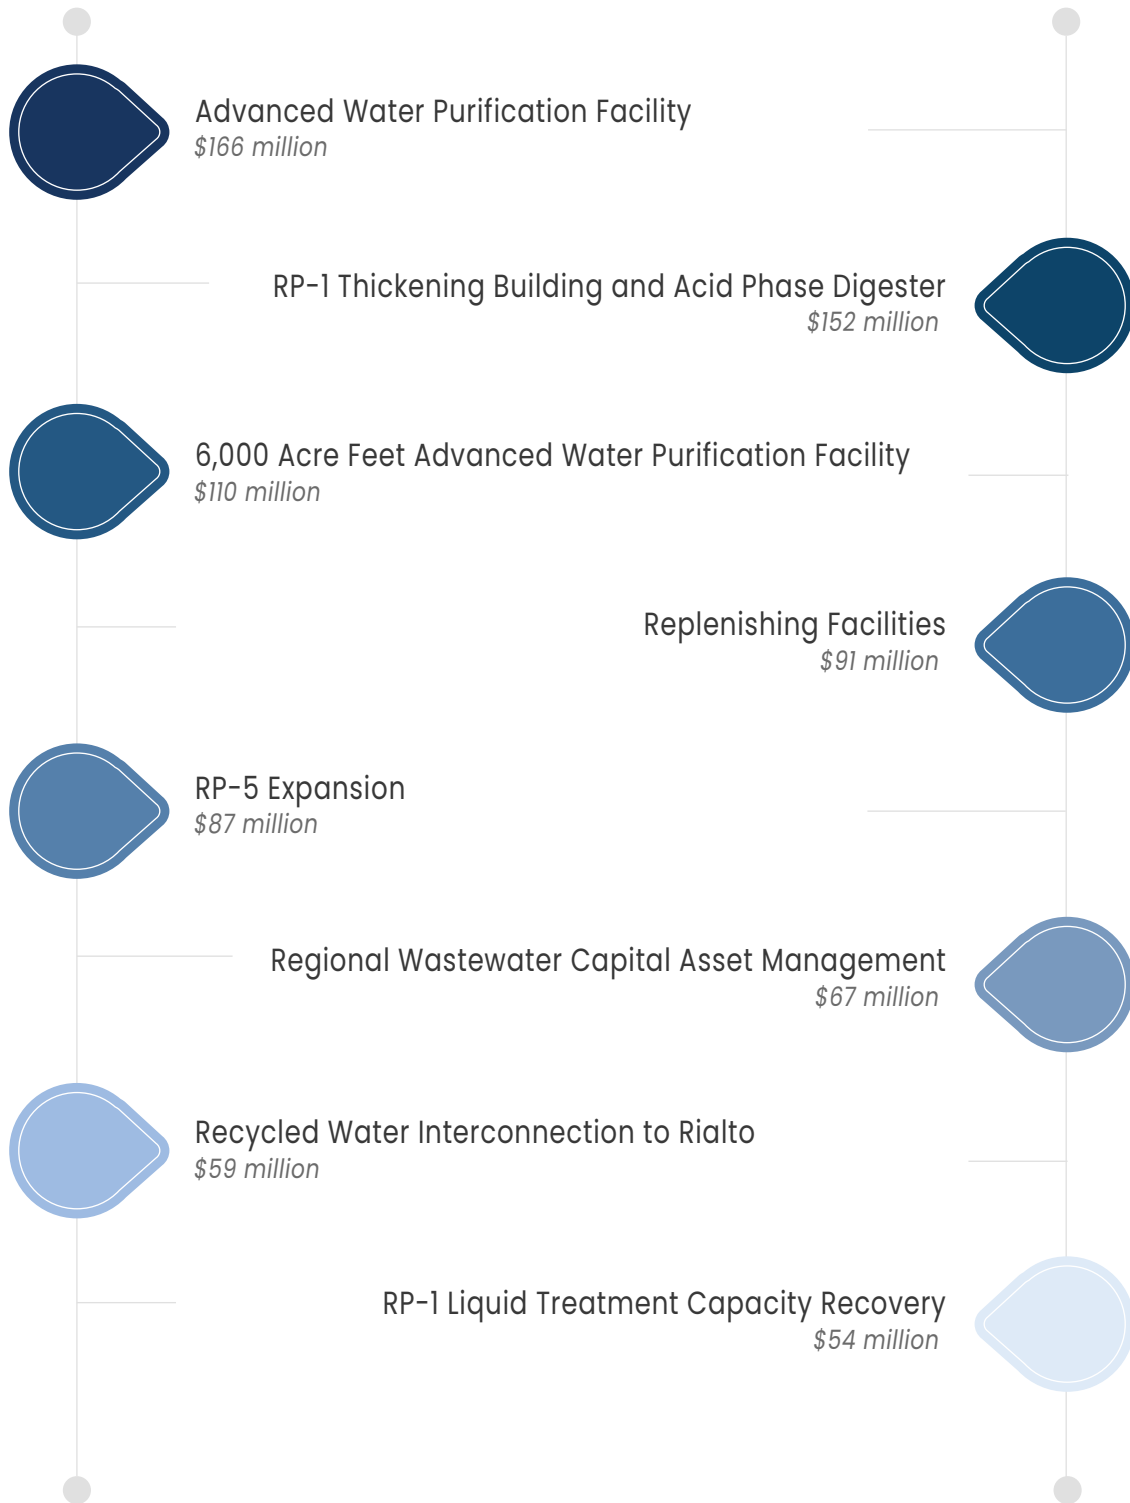 Advanced Water Purification Facility
$166 million
RP-1 Thickening Building and Acid Phase Digester
$152 million
6,000 Acre Feet Advanced Water Purification Facility
$110 million
Replenishing Facilities
$91 million
RP-5 Expansion
$87 million
Regional Wastewater Capital Asset Management
$67 million
Recycled Water Interconnection to Rialto
$59 million
RP-1 Liquid Treatment Capacity Recovery
$54 million